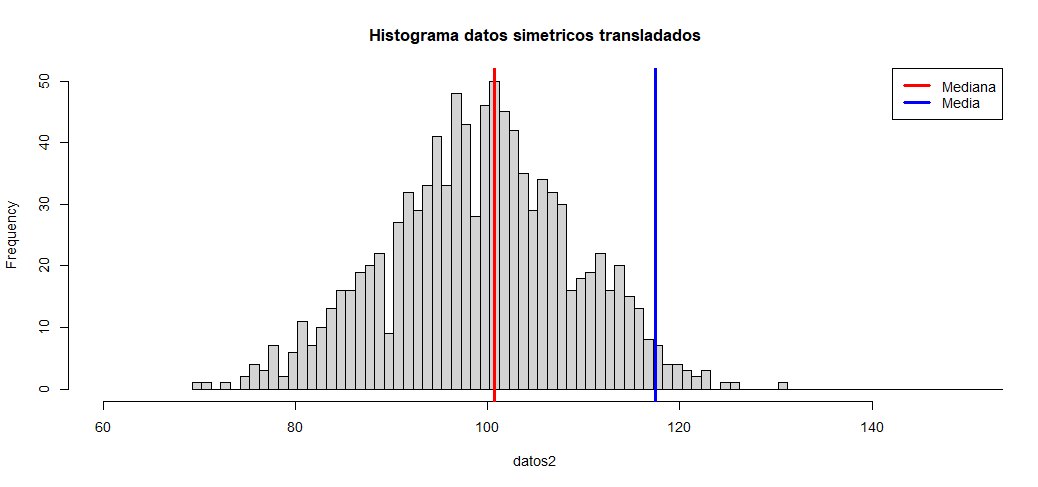 Histograma datos simetricos transladados
Mediana
Media
Frequency
50
40
30
20
10
0
60 80 100 120 140
datos2